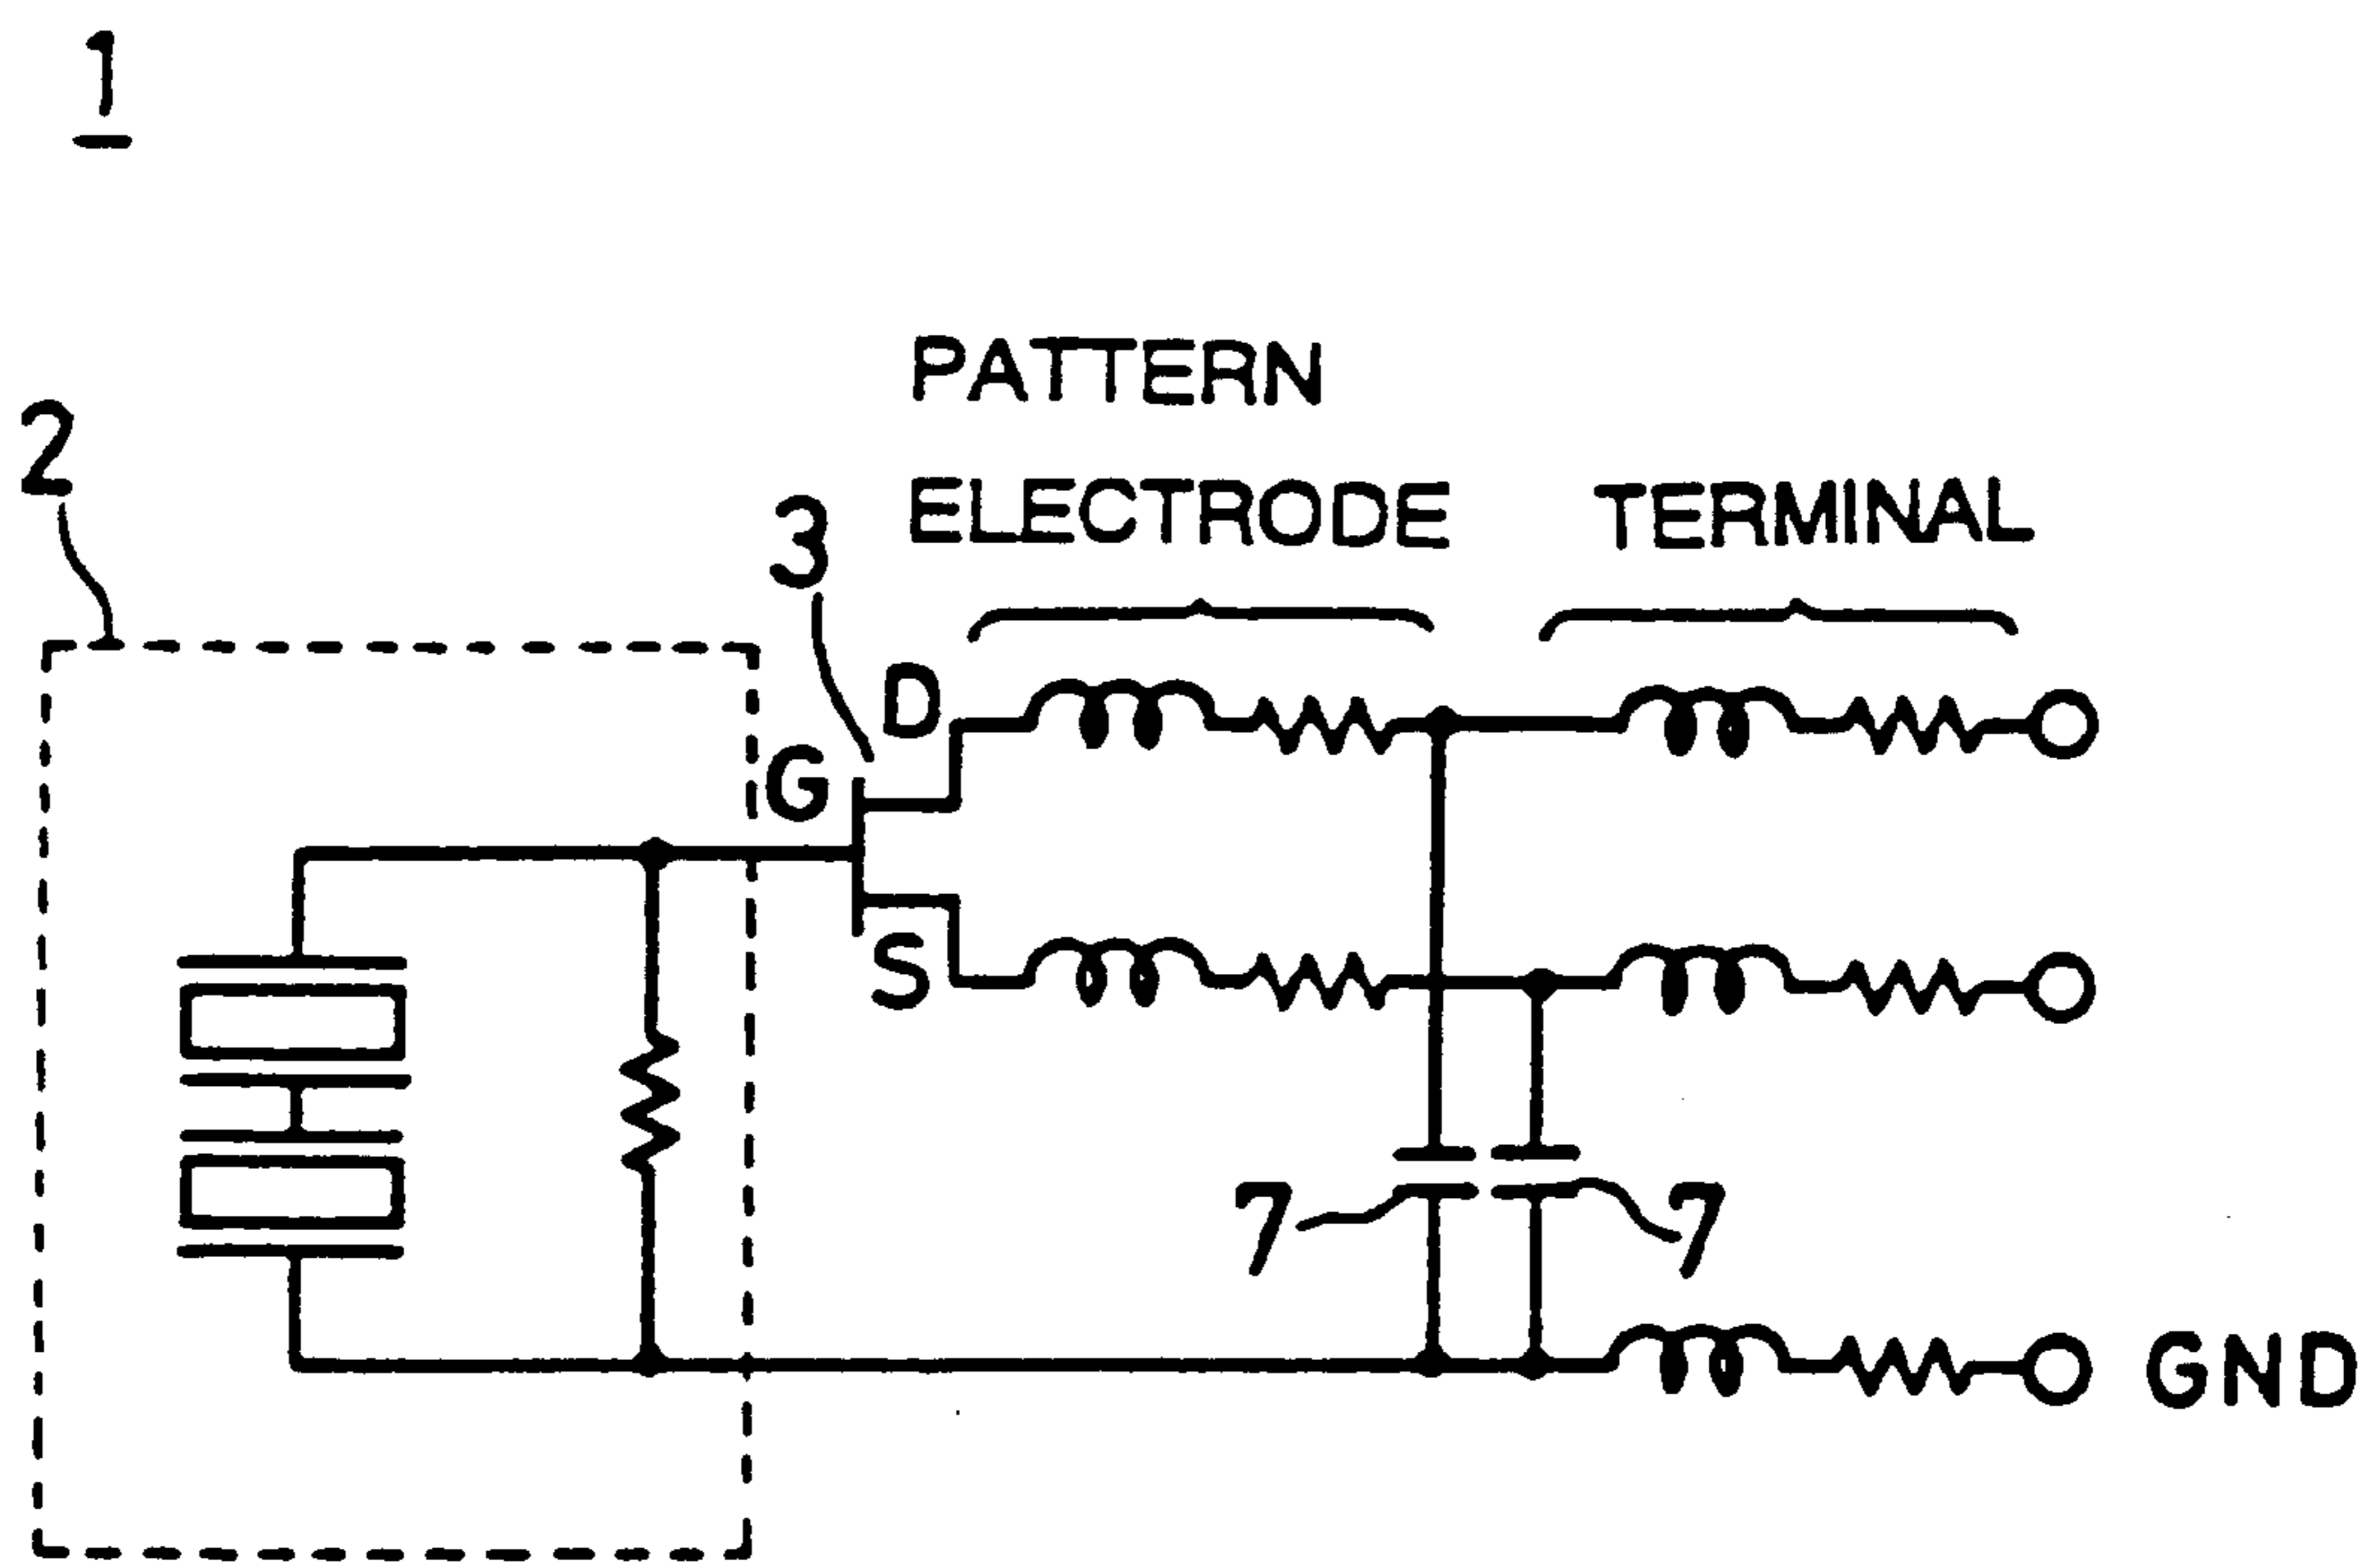 1
PATTERN
ELECTRODE
TERMINAL
2
3
D
G
S
7
7
GND